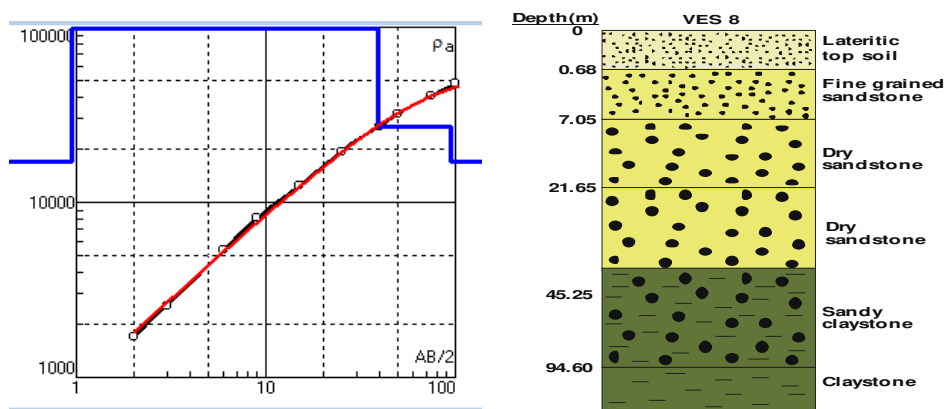 100000
Pa
10000
1000
AB/2
1
10
100
Depth(m)
VES 8
0
Lateritic
top soil
0.68
Fine grained
sandstone
7.05
Dry
sandstone
21.65
Dry
sandstone
45.25
Sandy
claystone
94.60
Claystone